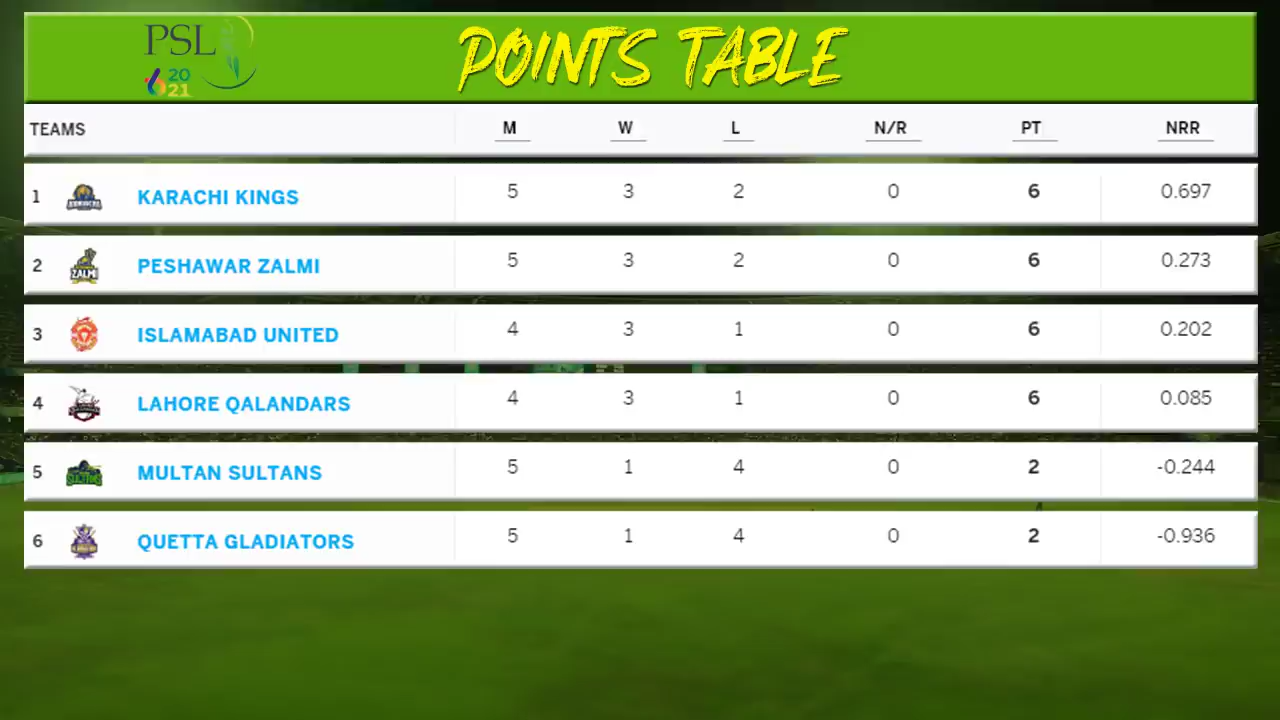 PSL
6 2021
POINTS TABLE
TEAMS M W L N/R PT NRR
1 KARACHI KINGS 5 3 2 0 6 0.697
2 ZALMI PESHAWAR ZALMI 5 3 2 0 6 0.273
3 ISLAMABAD UNITED 4 3 1 0 6 0.202
4 LAHORE QALANDARS 4 3 1 0 6 0.085
5 MULTAN SULTANS 5 1 4 0 2 -0.244
6 QUETTA GLADIATORS 5 1 4 0 2 -0.936